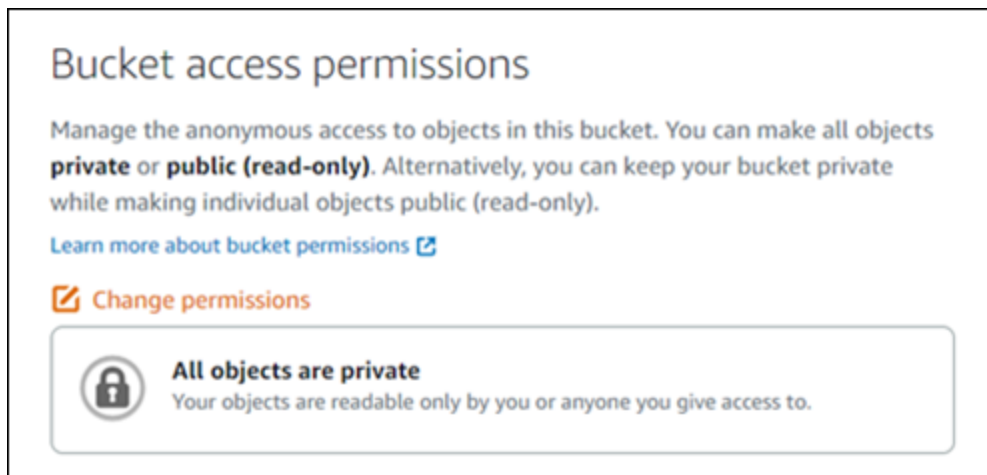 Bucket access permissions
Manage the anonymous access to objects in this bucket. You can make all objects
private or public (read-only). Alternatively, you can keep your bucket private
while making individual objects public (read-only).
Learn more about bucket permissions
Change permissions
All objects are private
Your objects are readable only by you or anyone you give access to.